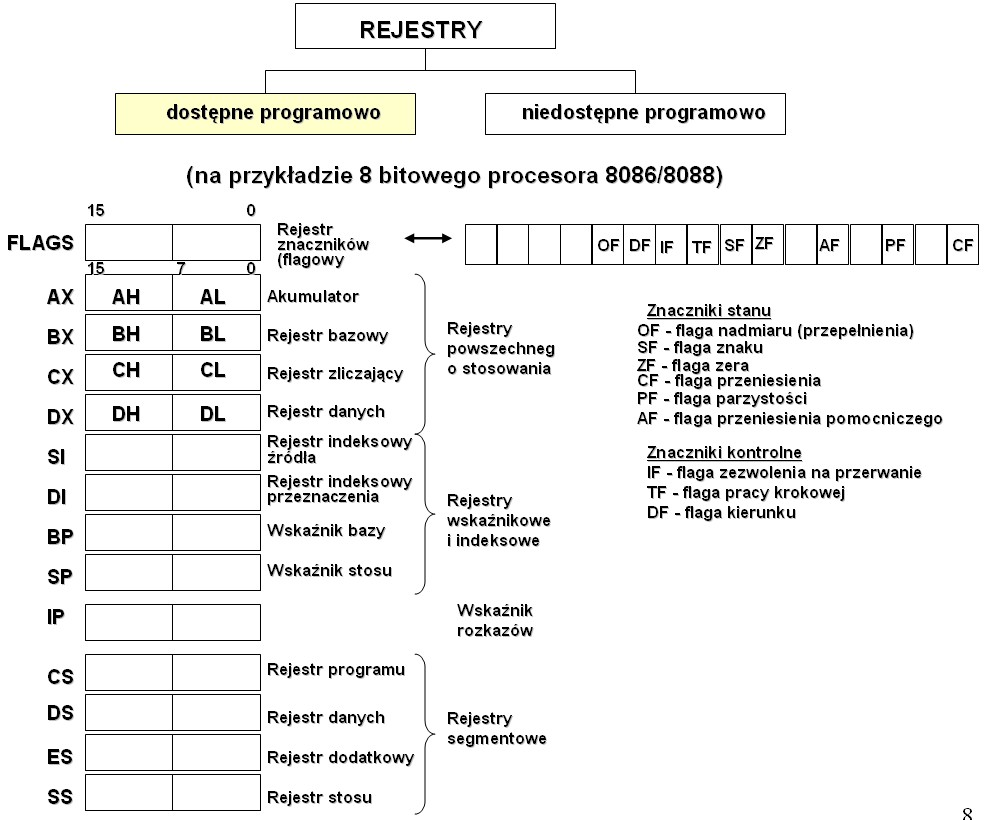 REJESTRY
dostępne programowo
niedostępne programowo
(na przykładzie 8 bitowego procesora 8086/8088)
15 0
FLAGS
Rejestr
znaczników
(flagowy
OF DF IF TF SF ZF AF PF CF
15 7 0
AX AH AL Akumulator
BX BH BL Rejestr bazowy
CX CH CL Rejestr zliczający
DX DH DL Rejestr danych
Rejestry
powszechneg
o stosowania
SI
Rejestr indeksowy
źródła
DI
Rejestr indeksowy
przeznaczenia
BP Wskaźnik bazy
SP Wskaźnik stosu
Rejestry
wskaźnikowe
i indeksowe
IP
Wskaźnik
rozkazów
CS Rejestr programu
DS Rejestr danych
ES Rejestr dodatkowy
SS Rejestr stosu
Rejestry
segmentowe
Znaczniki stanu
OF - flaga nadmiaru (przepełnienia)
SF - flaga znaku
ZF - flaga zera
CF - flaga przeniesienia
PF - flaga parzystości
AF - flaga przeniesienia pomocniczego
Znaczniki kontrolne
IF - flaga zezwolenia na przerwanie
TF - flaga pracy krokowej
DF - flaga kierunku
8